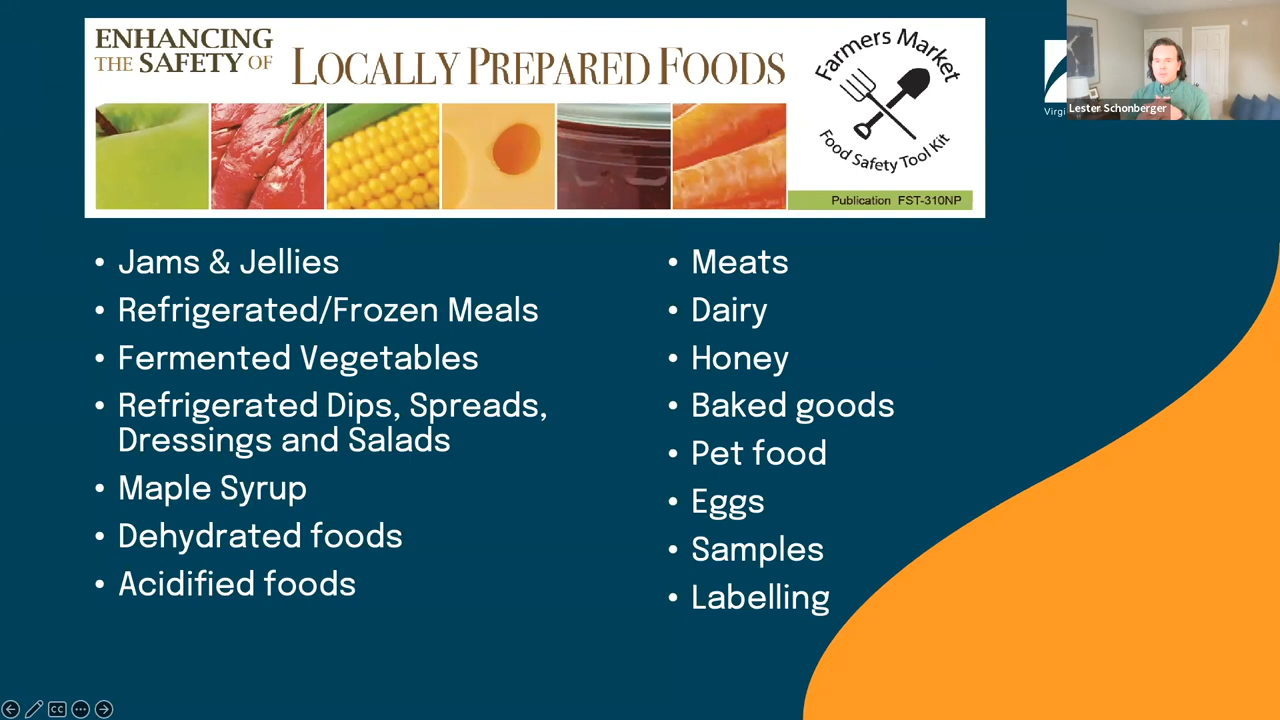 ENHANCING
THE SAFETY OF
LOCALLY PREPARED FOODS
Farmers Market
Food Safety Tool Kit
Publication FST-310NP
Lester Schonberger
• Jams & Jellies
• Refrigerated/Frozen Meals
• Fermented Vegetables
• Refrigerated Dips, Spreads,
Dressings and Salads
• Maple Syrup
• Dehydrated foods
• Acidified foods
• Meats
• Dairy
• Honey
• Baked goods
• Pet food
• Eggs
• Samples
• Labelling
CC